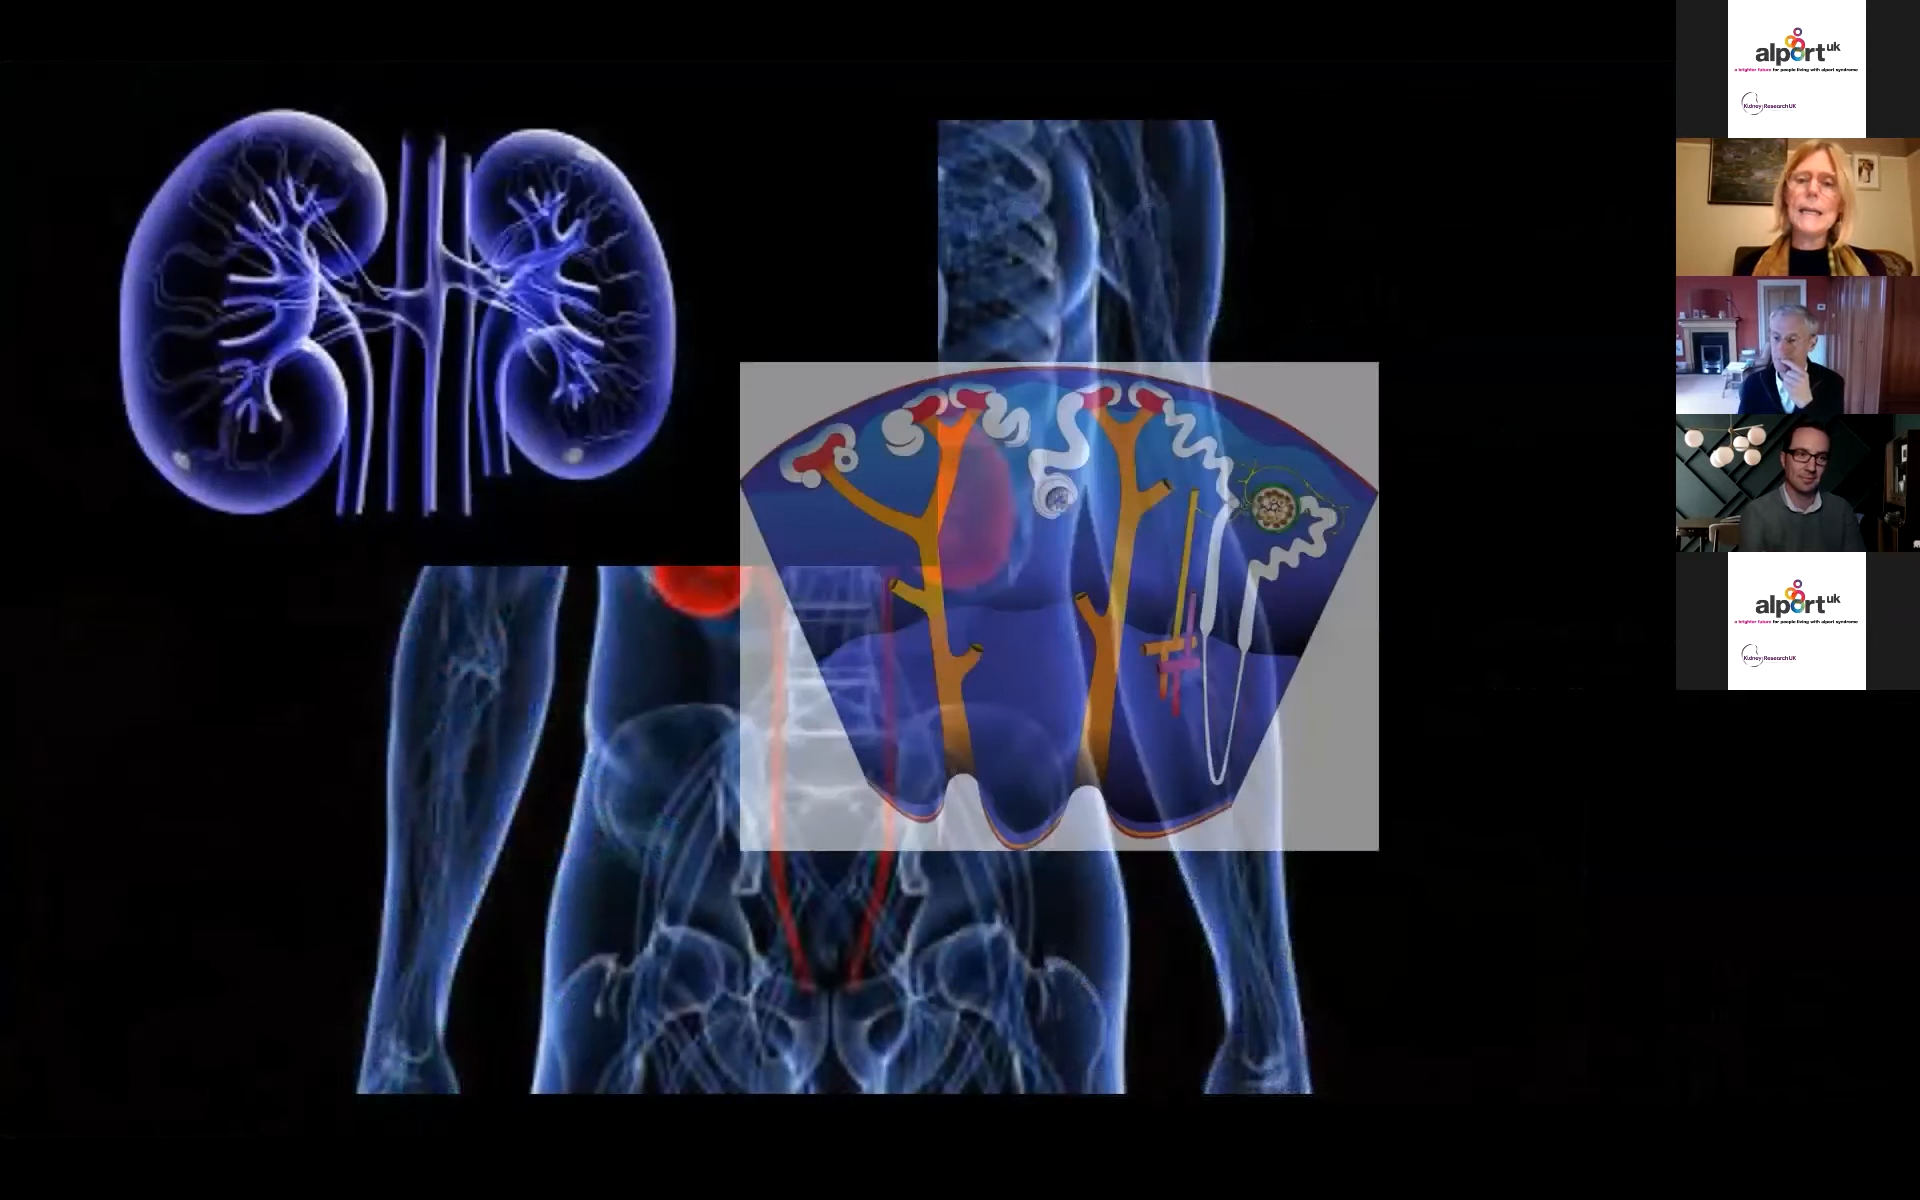 alport uk
a brighter future for people living with alport syndrome
Kidney Research UK
alport uk
a brighter future for people living with alport syndrome
Kidney Research UK